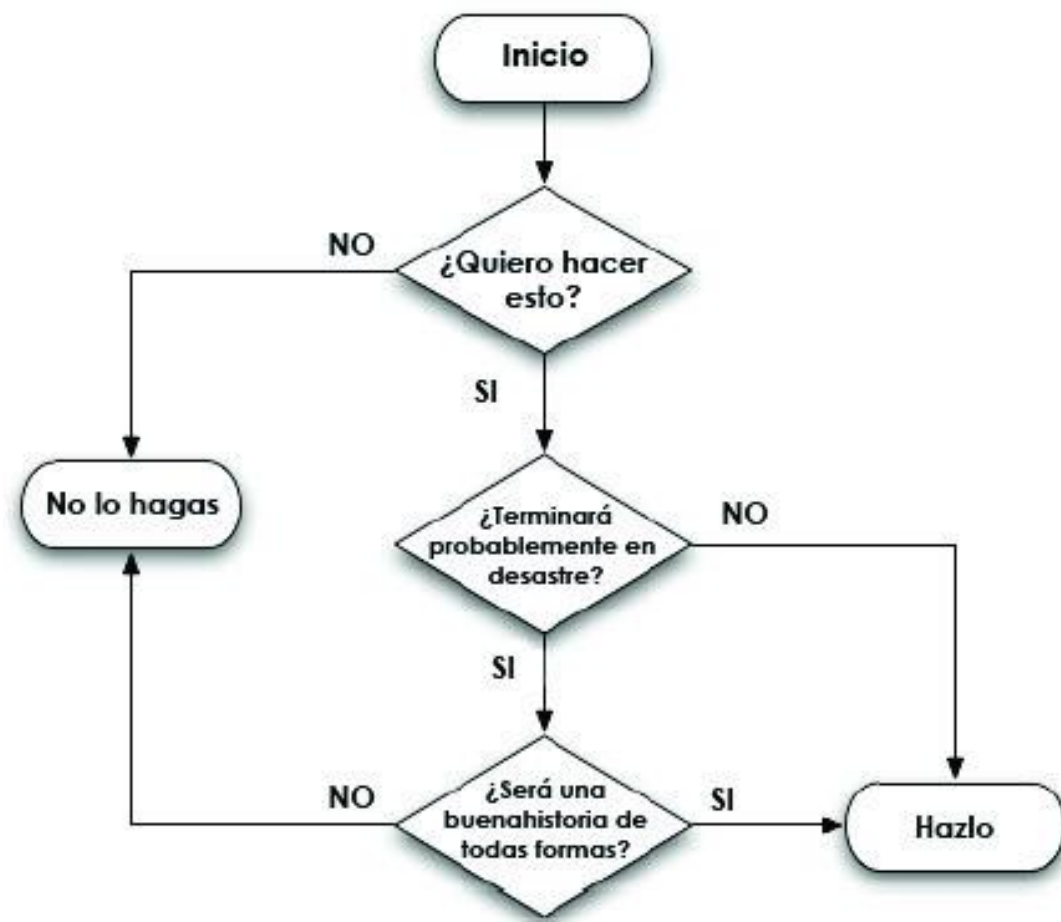 Inicio
NO
¿Quiero hacer
esto?
SI
No lo hagas
¿Terminará
probablemente en
desastre?
NO
SI
NO
¿Será una
buenahistoria de
todas formas?
SI
Hazlo